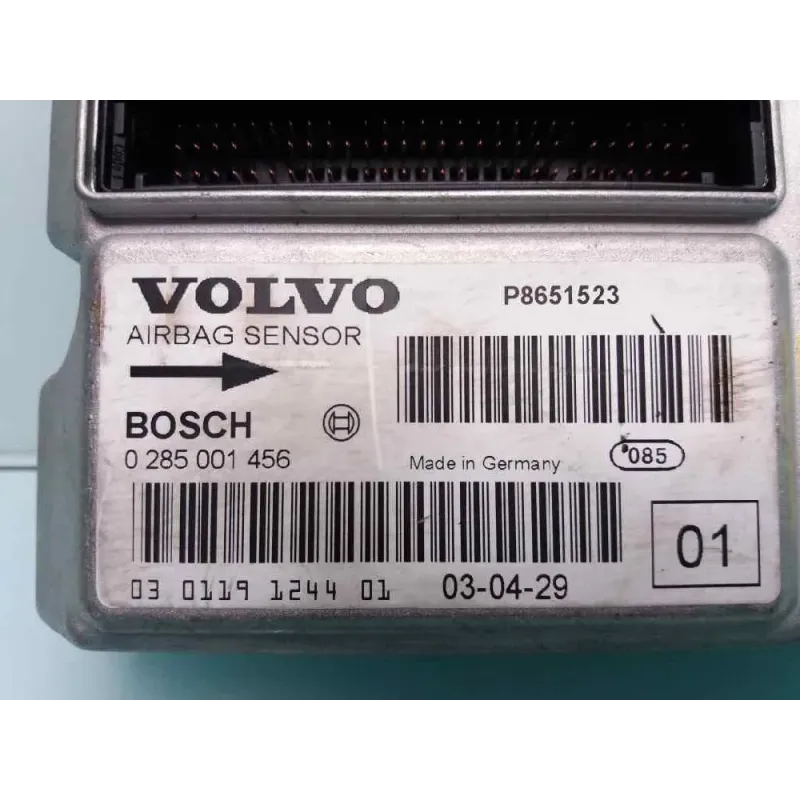 VOLVO
P8651523
AIRBAG SENSOR
BOSCH
0 285 001 456
Made in Germany
085
01
03 0119 1244 01
03-04-29